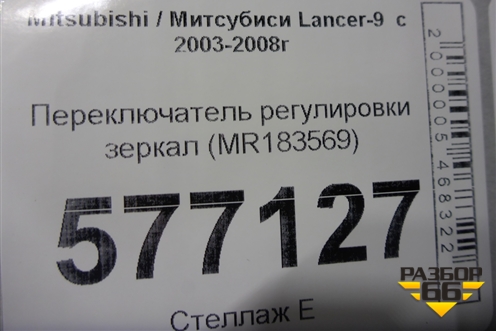 Mitsubishi / Митсубиси Lancer-9 с
2003-2008г
Переключатель регулировки
зеркал (MR183569)
577127
Стеллаж Е
2000005468322
РАЗБОР
66